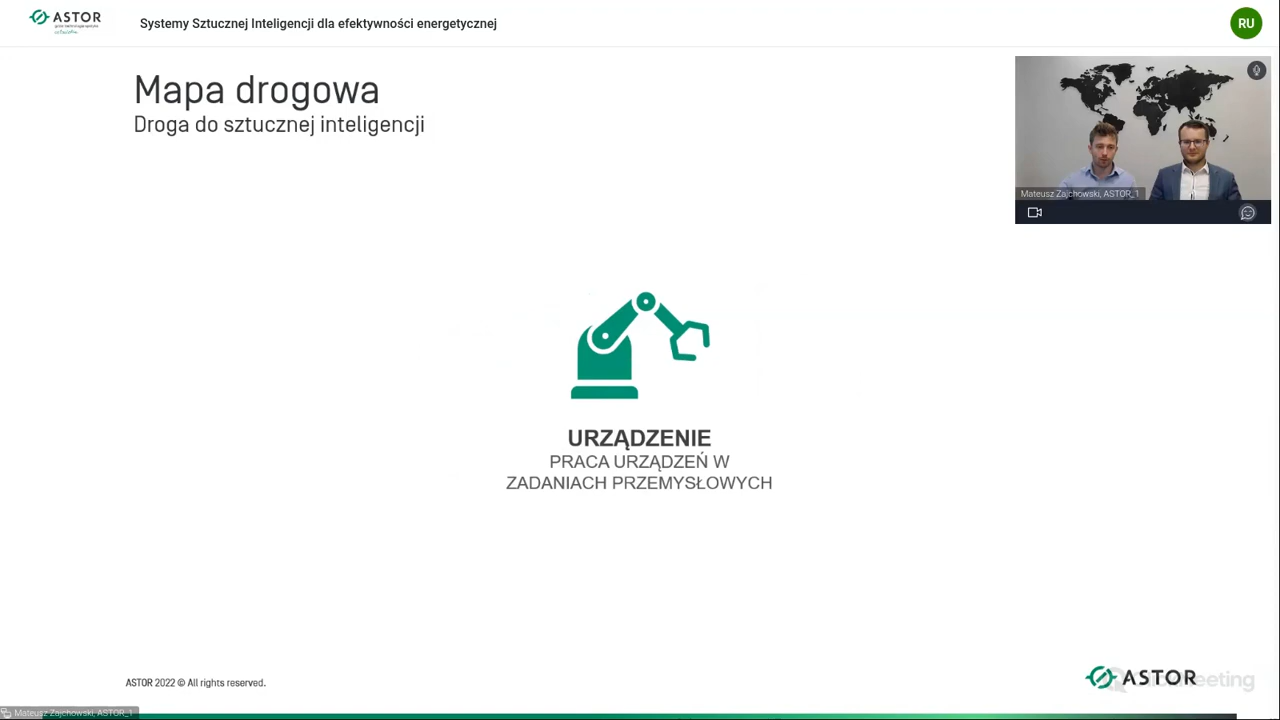 ASTOR
Systemy Sztucznej Inteligencji dla efektywności energetycznej
RU
Mapa drogowa
Droga do sztucznej inteligencji
Mateusz Zajchowski, ASTOR_1
URZĄDZENIE
PRACA URZĄDZEŃ W
ZADANIACH PRZEMYSŁOWYCH
ASTOR 2022 © All rights reserved.
ASTOR
Mateusz Zajchowski, ASTOR_1